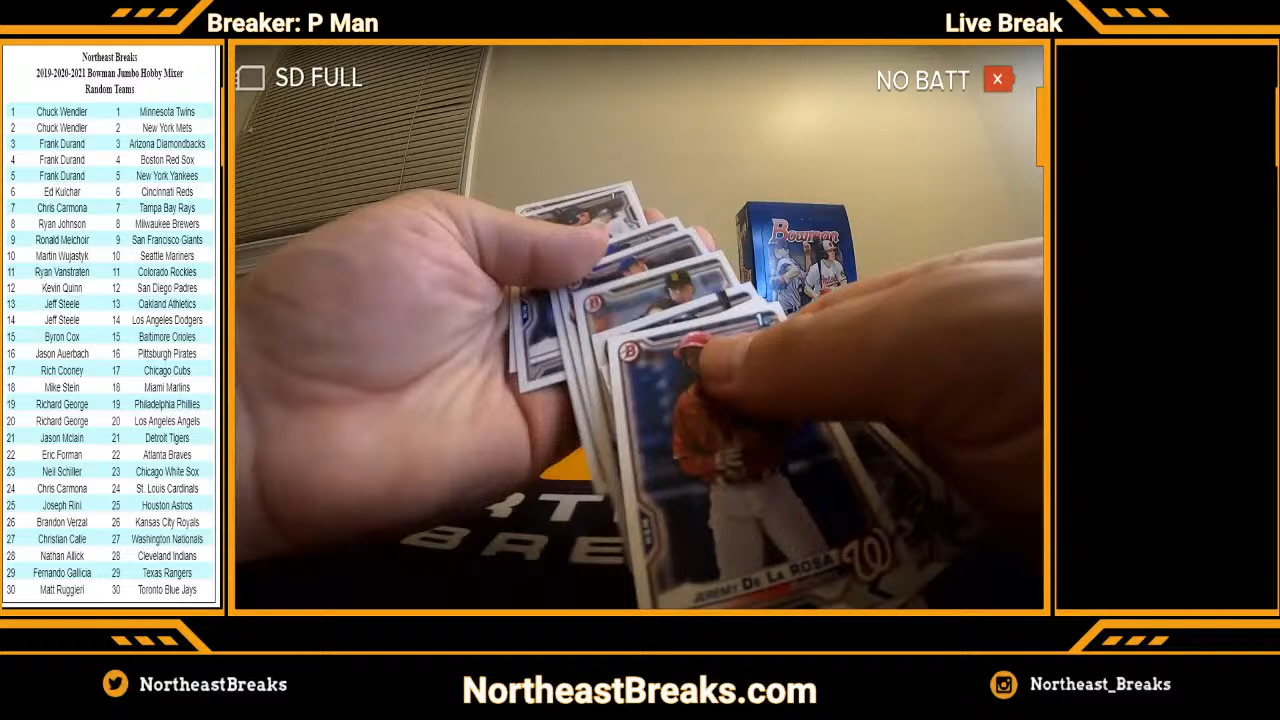 Breaker: P Man
Live Break
Northeast Breaks
2019-2020-2021 Bowman Jumbo Hobby Mixer
Random Teams
1 Chuck Wendler 1 Minnesota Twins
2 Chuck Wendler 2 New York Mets
3 Frank Durand 3 Arizona Diamondbacks
4 Frank Durand 4 Boston Red Sox
5 Frank Durand 5 New York Yankees
6 Ed Kulchar 6 Cincinnati Reds
7 Chris Carmona 7 Tampa Bay Rays
8 Ryan Johnson 8 Milwaukee Brewers
9 Ronald Melchoir 9 San Francisco Giants
10 Martin Wujastyk 10 Seattle Mariners
11 Ryan Vanstraten 11 Colorado Rockies
12 Kevin Quinn 12 San Diego Padres
13 Jeff Steele 13 Oakland Athletics
14 Jeff Steele 14 Los Angeles Dodgers
15 Byron Cox 15 Baltimore Orioles
16 Jason Auerbach 16 Pittsburgh Pirates
17 Rich Cooney 17 Chicago Cubs
18 Mike Stein 18 Miami Marlins
19 Richard George 19 Philadelphia Phillies
20 Richard George 20 Los Angeles Angels
21 Jason Mclain 21 Detroit Tigers
22 Eric Forman 22 Atlanta Braves
23 Neil Schiller 23 Chicago White Sox
24 Chris Carmona 24 St. Louis Cardinals
25 Joseph Rini 25 Houston Astros
26 Brandon Verzal 26 Kansas City Royals
27 Christian Calle 27 Washington Nationals
28 Nathan Allick 28 Cleveland Indians
29 Fernando Gallicia 29 Texas Rangers
30 Matt Ruggieri 30 Toronto Blue Jays
SD FULL
NO BATT
Bowman
B
JEREMY DE LA ROSA
W
BRE
NortheastBreaks
NortheastBreaks.com
Northeast_Breaks